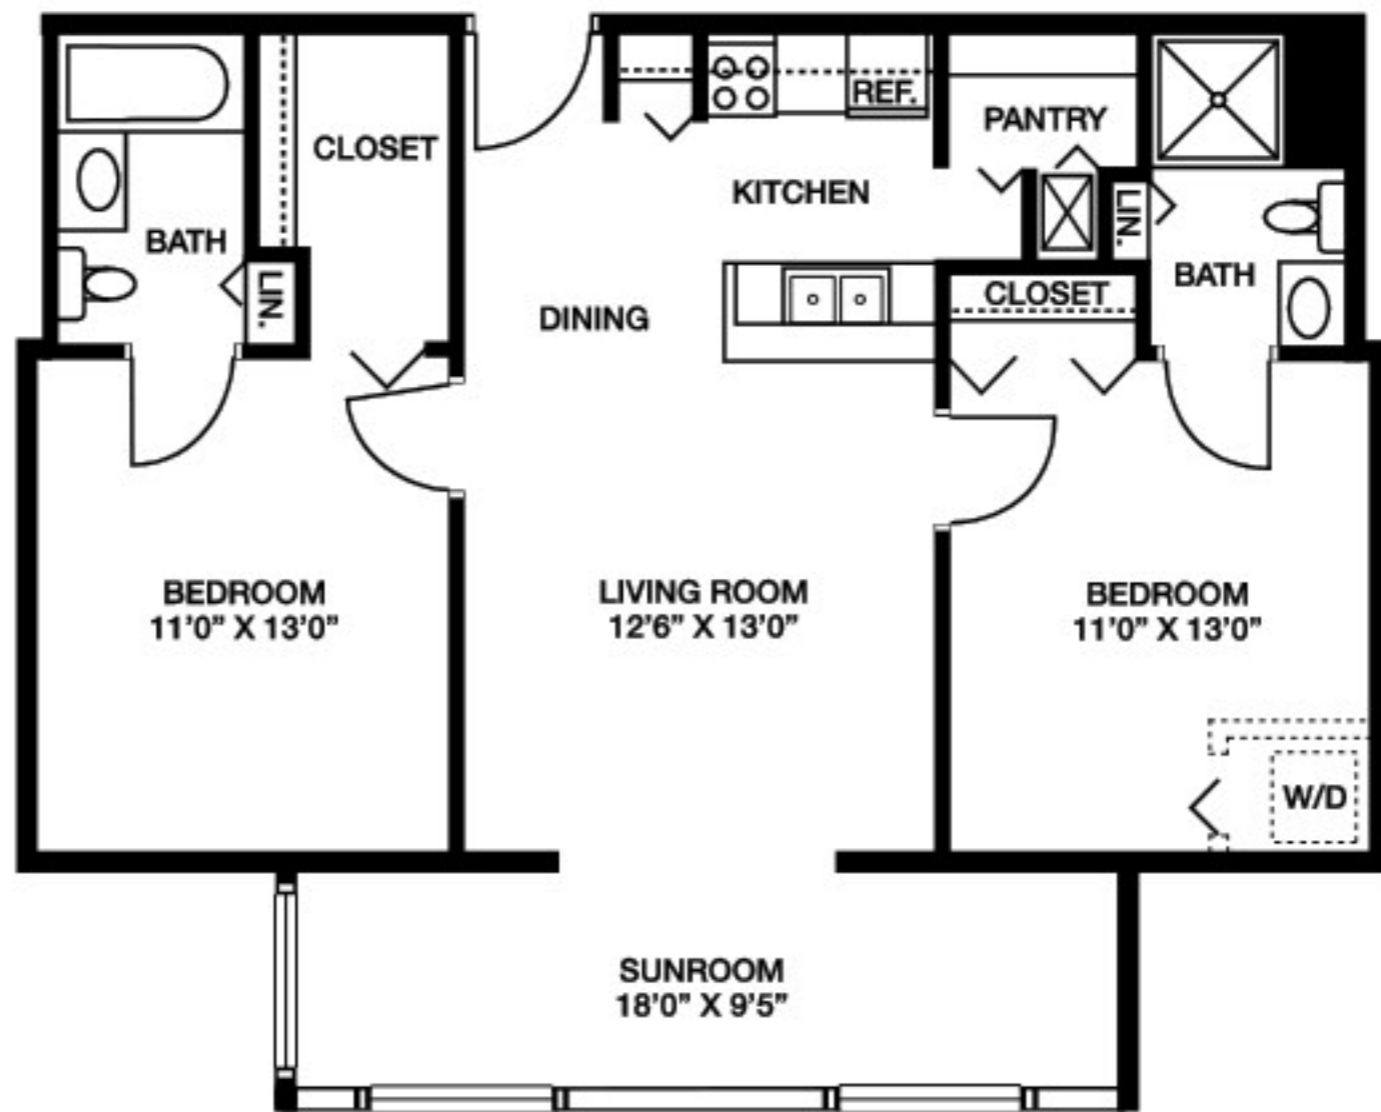 REF.
CLOSET
PANTRY
KITCHEN
LIN.
BATH
BATH
LIN.
CLOSET
DINING
BEDROOM
11’0” X 13’0”
LIVING ROOM
12’6” X 13’0”
BEDROOM
11’0” X 13’0”
W/D
SUNROOM
18’0” X 9’5”